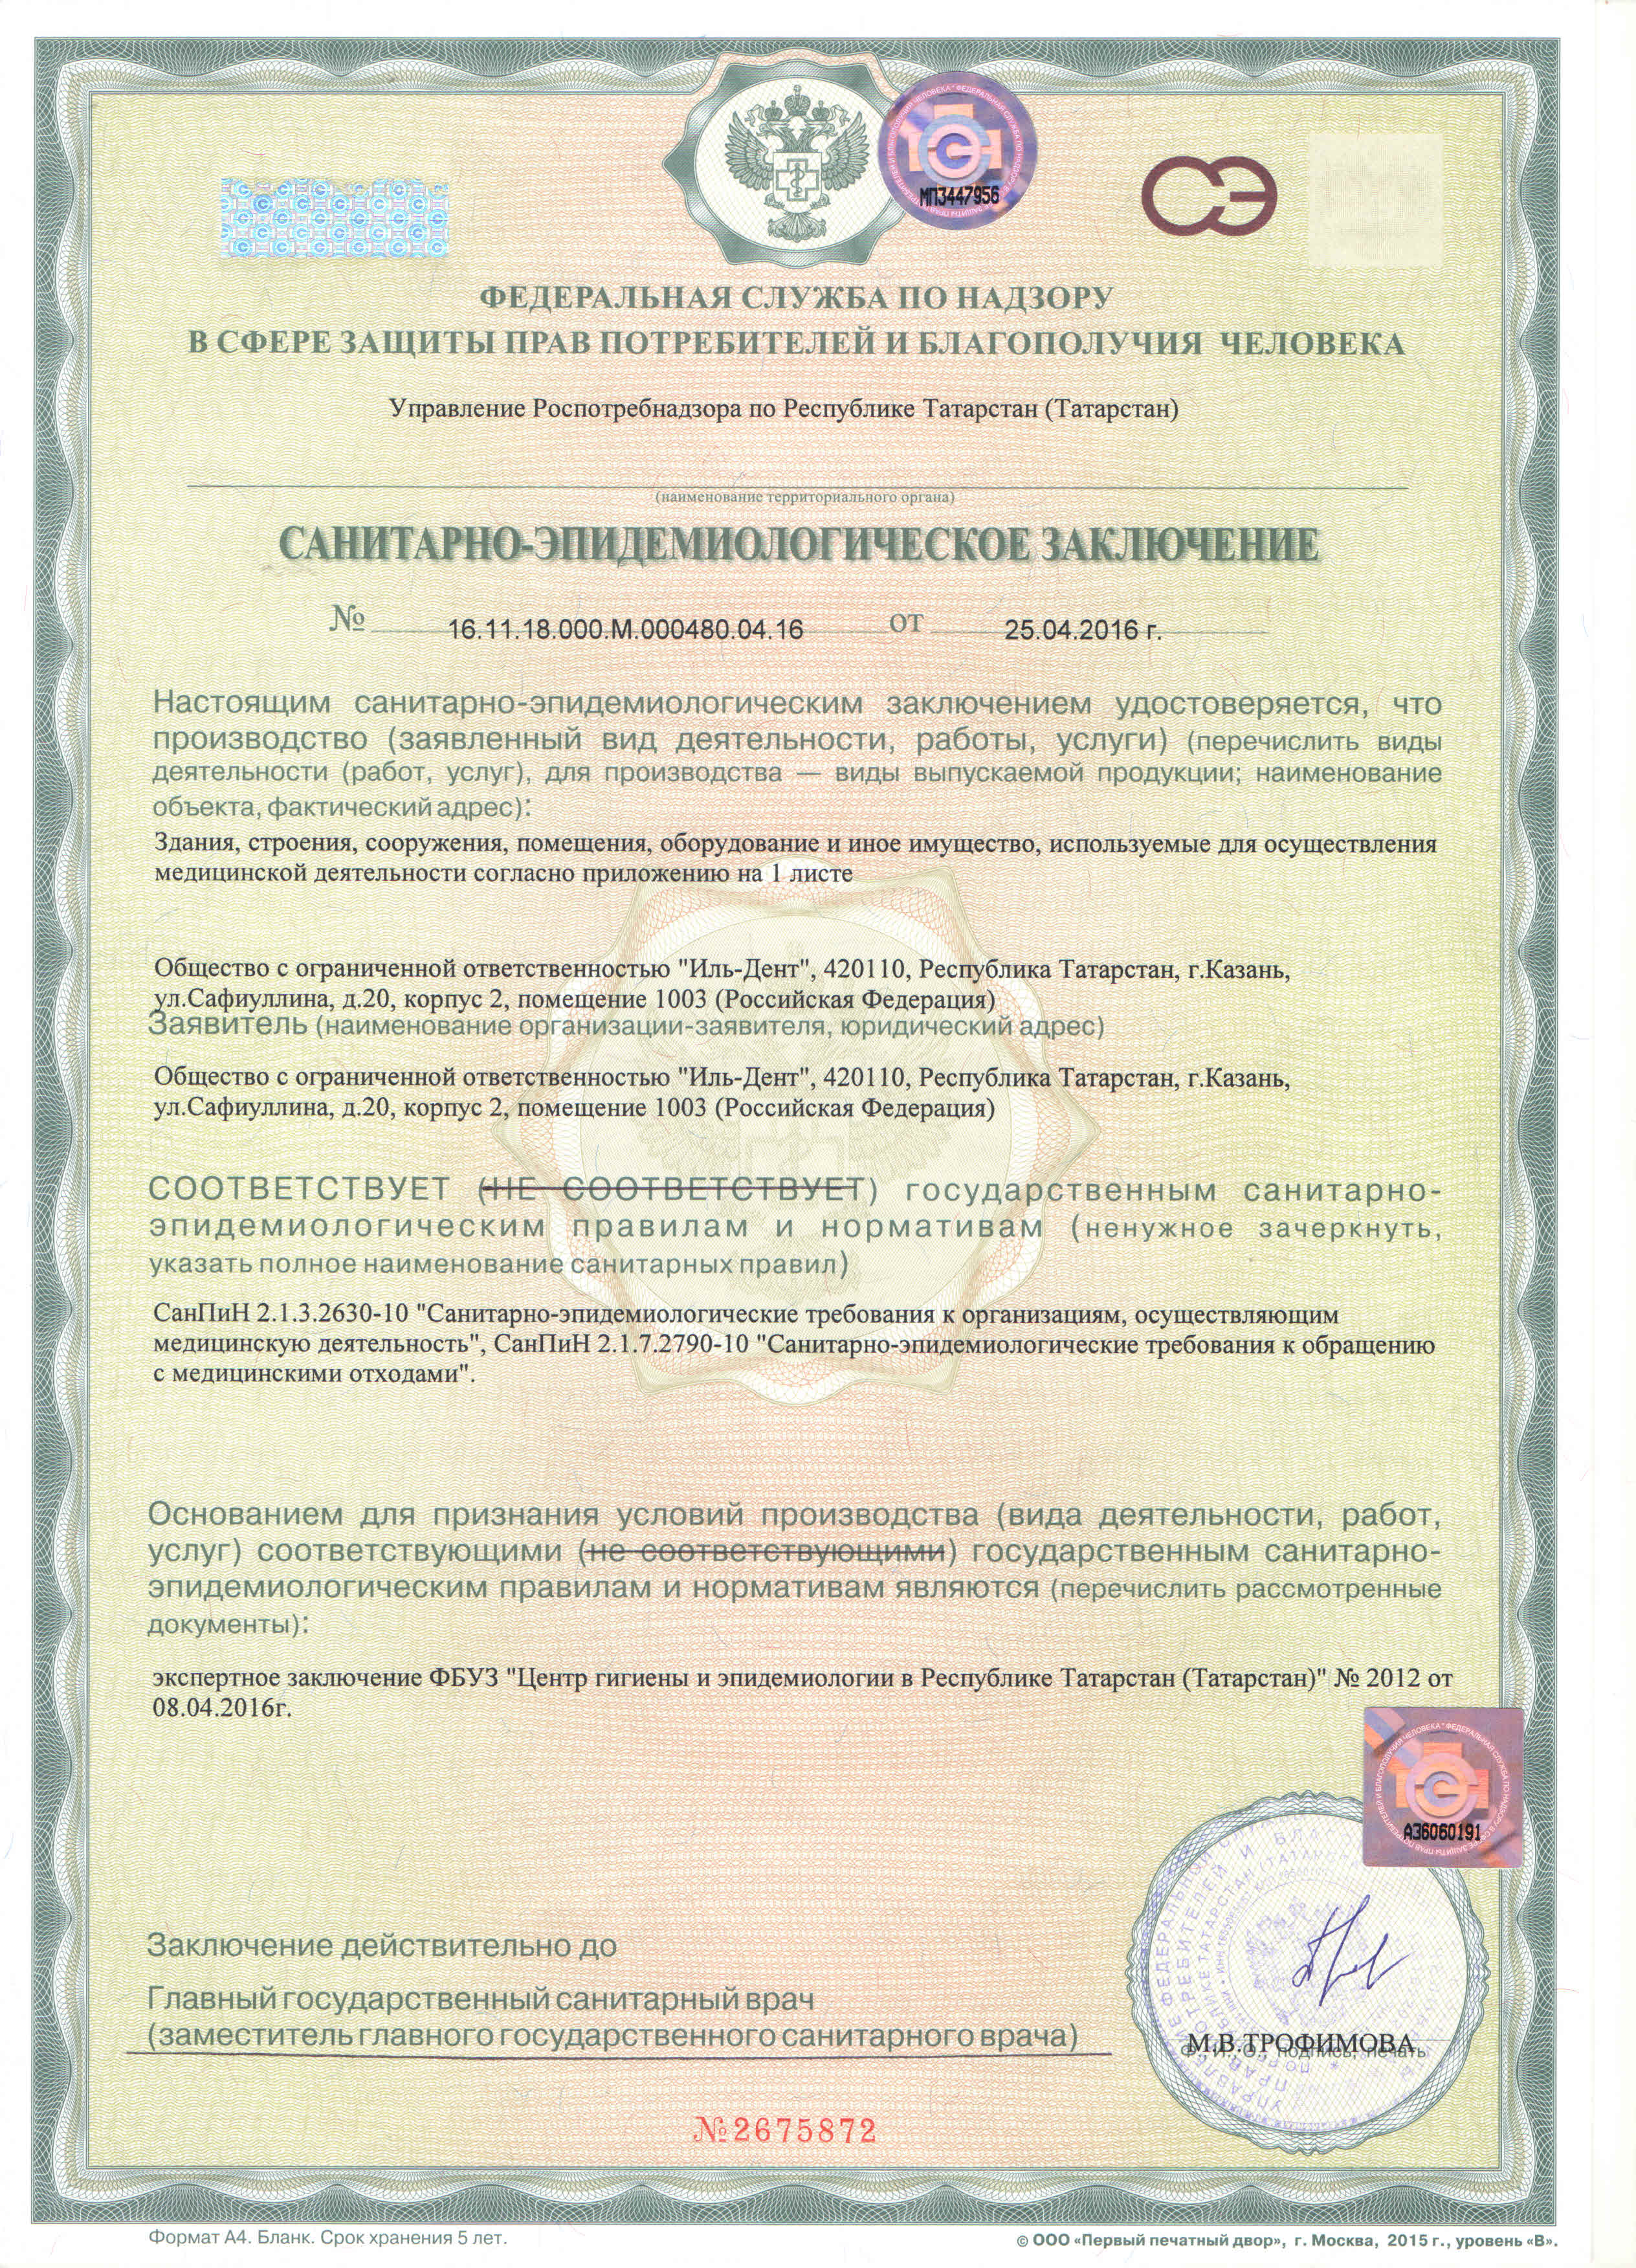 МП3447956
СЭ
ФЕДЕРАЛЬНАЯ СЛУЖБА ПО НАДЗОРУ
В СФЕРЕ ЗАЩИТЫ ПРАВ ПОТРЕБИТЕЛЕЙ И БЛАГОПОЛУЧИЯ ЧЕЛОВЕКА
Управление Роспотребнадзора по Республике Татарстан (Татарстан)
(наименование территориального органа)
САНИТАРНО-ЭПИДЕМИОЛОГИЧЕСКОЕ ЗАКЛЮЧЕНИЕ
№ 16.11.18.000.М.000480.04.16 от 25.04.2016 г.
Настоящим санитарно-эпидемиологическим заключением удостоверяется, что
производство (заявленный вид деятельности, работы, услуги) (перечислить виды
деятельности (работ, услуг), для производства — виды выпускаемой продукции; наименование
объекта, фактический адрес):
Здания, строения, сооружения, помещения, оборудование и иное имущество, используемые для осуществления
медицинской деятельности согласно приложению на 1 листе
Общество с ограниченной ответственностью "Иль-Дент", 420110, Республика Татарстан, г.Казань,
ул.Сафиуллина, д.20, корпус 2, помещение 1003 (Российская Федерация)
Заявитель (наименование организации-заявителя, юридический адрес)
Общество с ограниченной ответственностью "Иль-Дент", 420110, Республика Татарстан, г.Казань,
ул.Сафиуллина, д.20, корпус 2, помещение 1003 (Российская Федерация)
СООТВЕТСТВУЕТ (НЕ СООТВЕТСТВУЕТ) государственным санитарно-
эпидемиологическим правилам и нормативам (ненужное зачеркнуть,
указать полное наименование санитарных правил)
СанПиН 2.1.3.2630-10 "Санитарно-эпидемиологические требования к организациям, осуществляющим
медицинскую деятельность", СанПиН 2.1.7.2790-10 "Санитарно-эпидемиологические требования к обращению
с медицинскими отходами".
Основанием для признания условий производства (вида деятельности, работ,
услуг) соответствующими (не соответствующими) государственным санитарно-
эпидемиологическим правилам и нормативам являются (перечислить рассмотренные
документы):
экспертное заключение ФБУЗ "Центр гигиены и эпидемиологии в Республике Татарстан (Татарстан)" № 2012 от
08.04.2016г.
А36060191
Заключение действительно до
Главный государственный санитарный врач
(заместитель главного государственного санитарного врача)
М.В.ТРОФИМОВА
Ф. И. О., подпись, печать
№2675872
Формат А4. Бланк. Срок хранения 5 лет.
© ООО «Первый печатный двор», г. Москва, 2015 г., уровень «В».